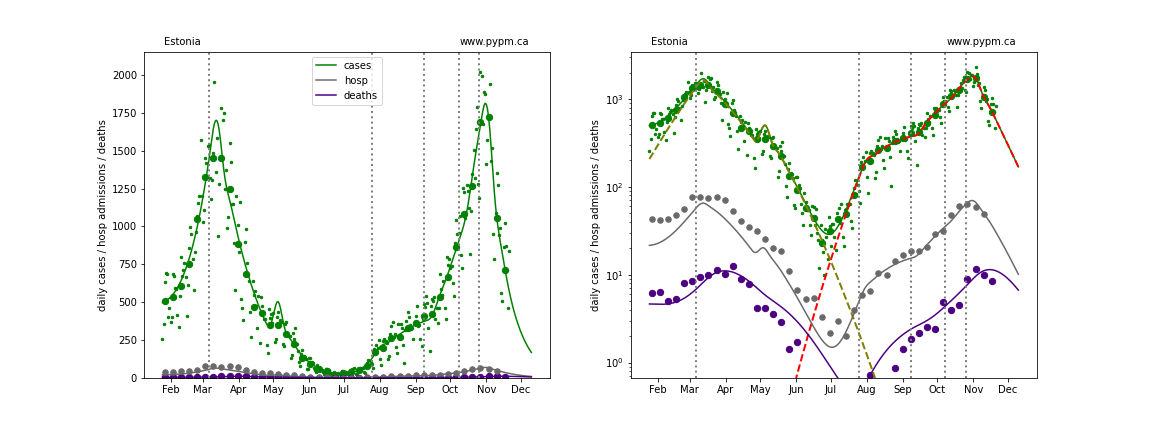 Estonia www.pypm.ca
daily cases / hosp admissions / deaths
2000
1750
1500
1250
1000
750
500
250
0
cases
hosp
deaths
Feb Mar Apr May Jun Jul Aug Sep Oct Nov Dec
Estonia www.pypm.ca
daily cases / hosp admissions / deaths
10³
10²
10¹
10⁰
Feb Mar Apr May Jun Jul Aug Sep Oct Nov Dec